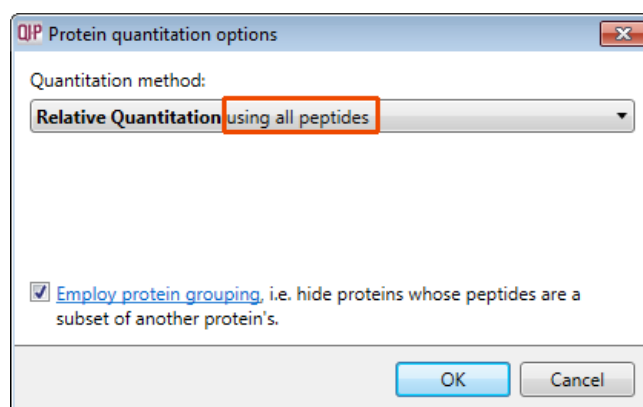 QIP Protein quantitation options
Quantitation method:
Relative Quantitation using all peptides
Employ protein grouping, i.e. hide proteins whose peptides are a
subset of another protein's.
OK Cancel